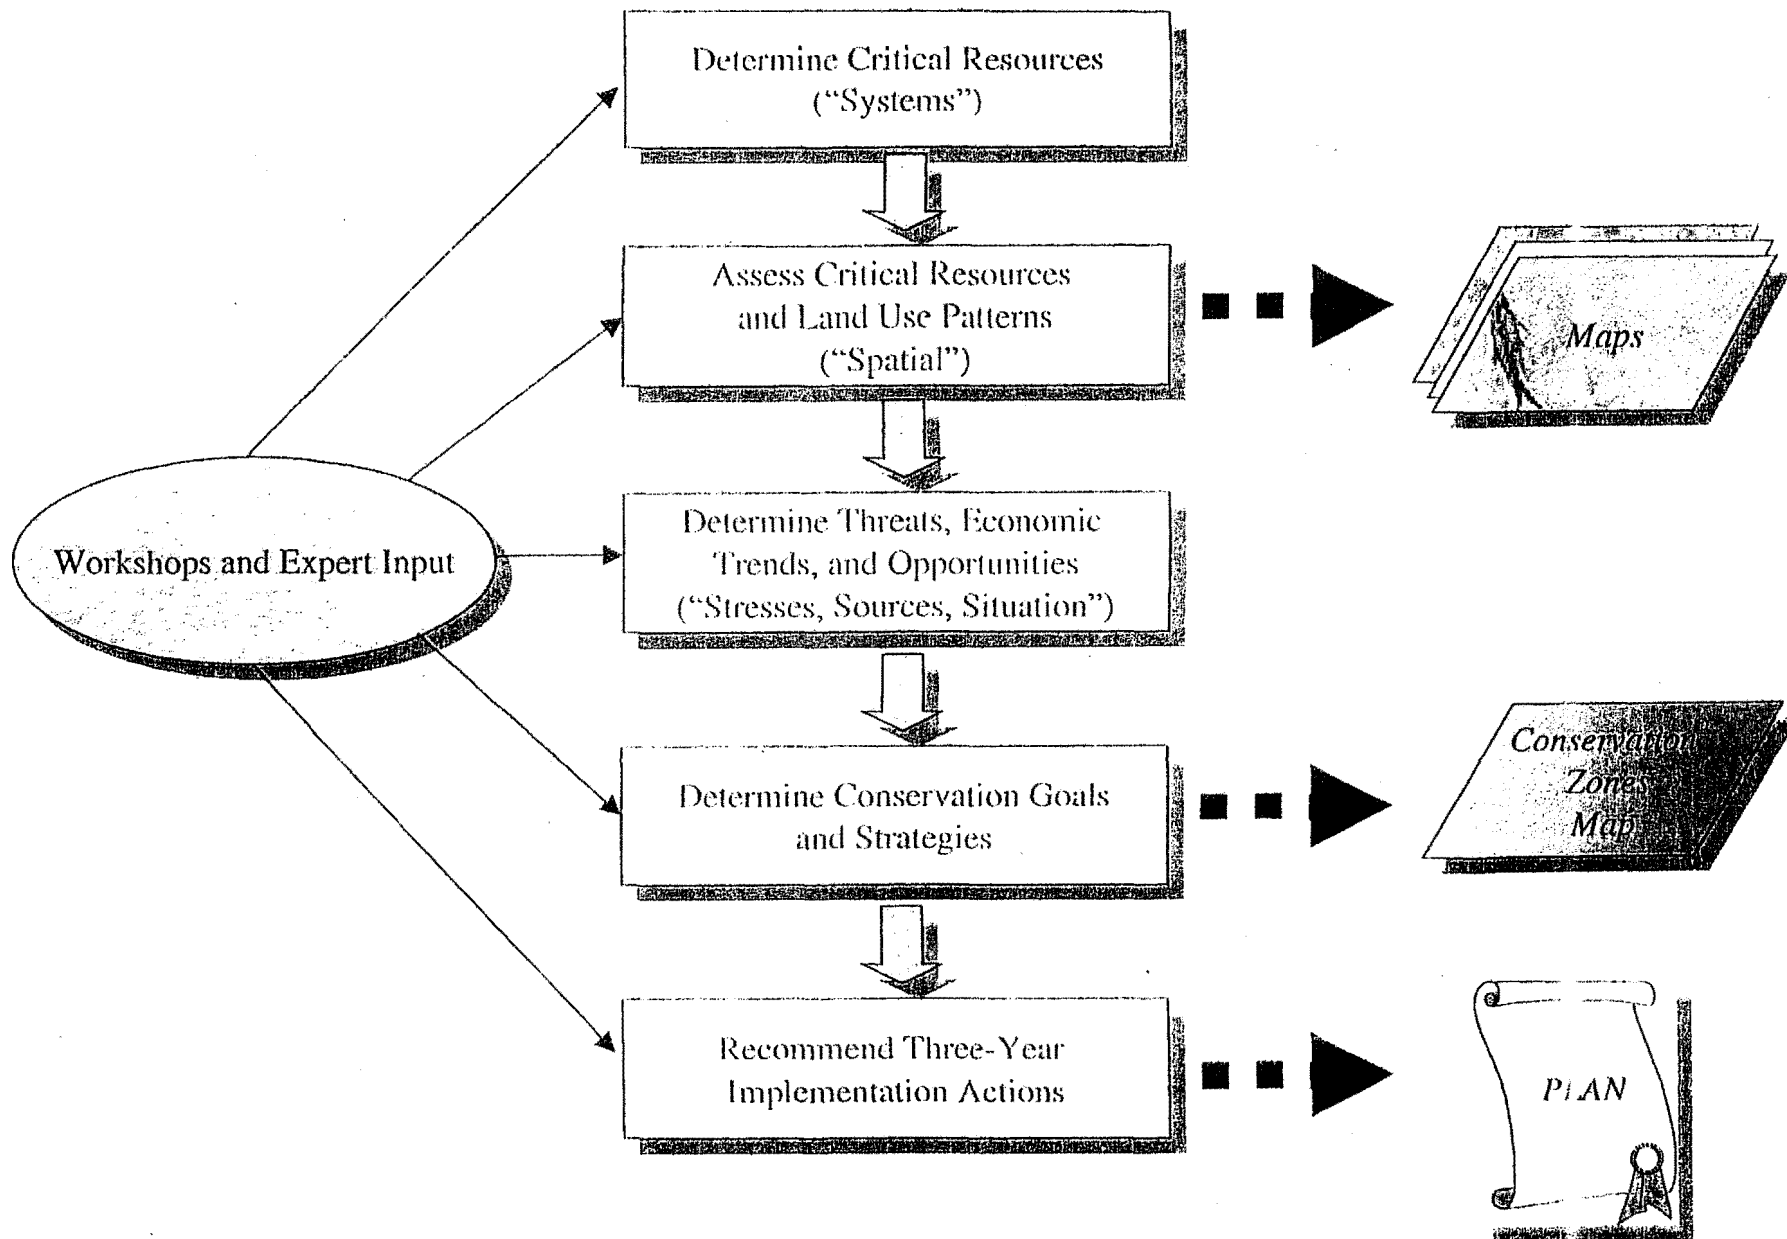 Determine Critical Resources
(“Systems”)
Assess Critical Resources
and Land Use Patterns
(“Spatial”)
Maps
Workshops and Expert Input
Determine Threats, Economic
Trends, and Opportunities
(“Stresses, Sources, Situation”)
Determine Conservation Goals
and Strategies
Conservation
Zones
Map
Recommend Three-Year
Implementation Actions
PLAN